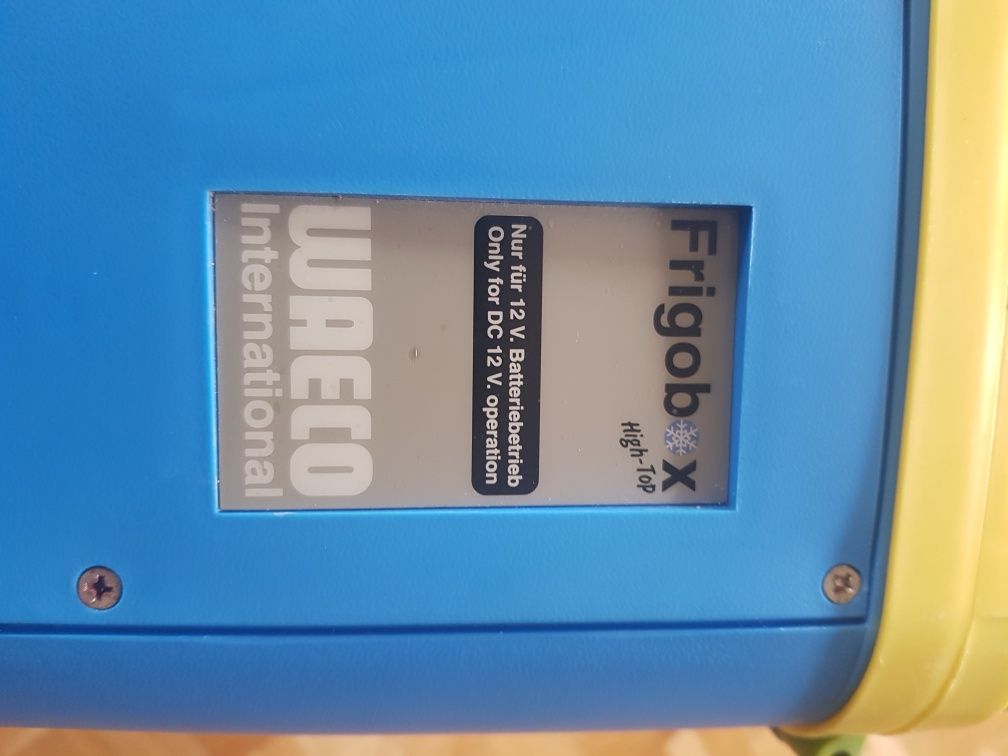 Frigobox
High-Top
Nur für 12 V. Batteriebetrieb
Only for DC 12 V. operation
WAECO
International